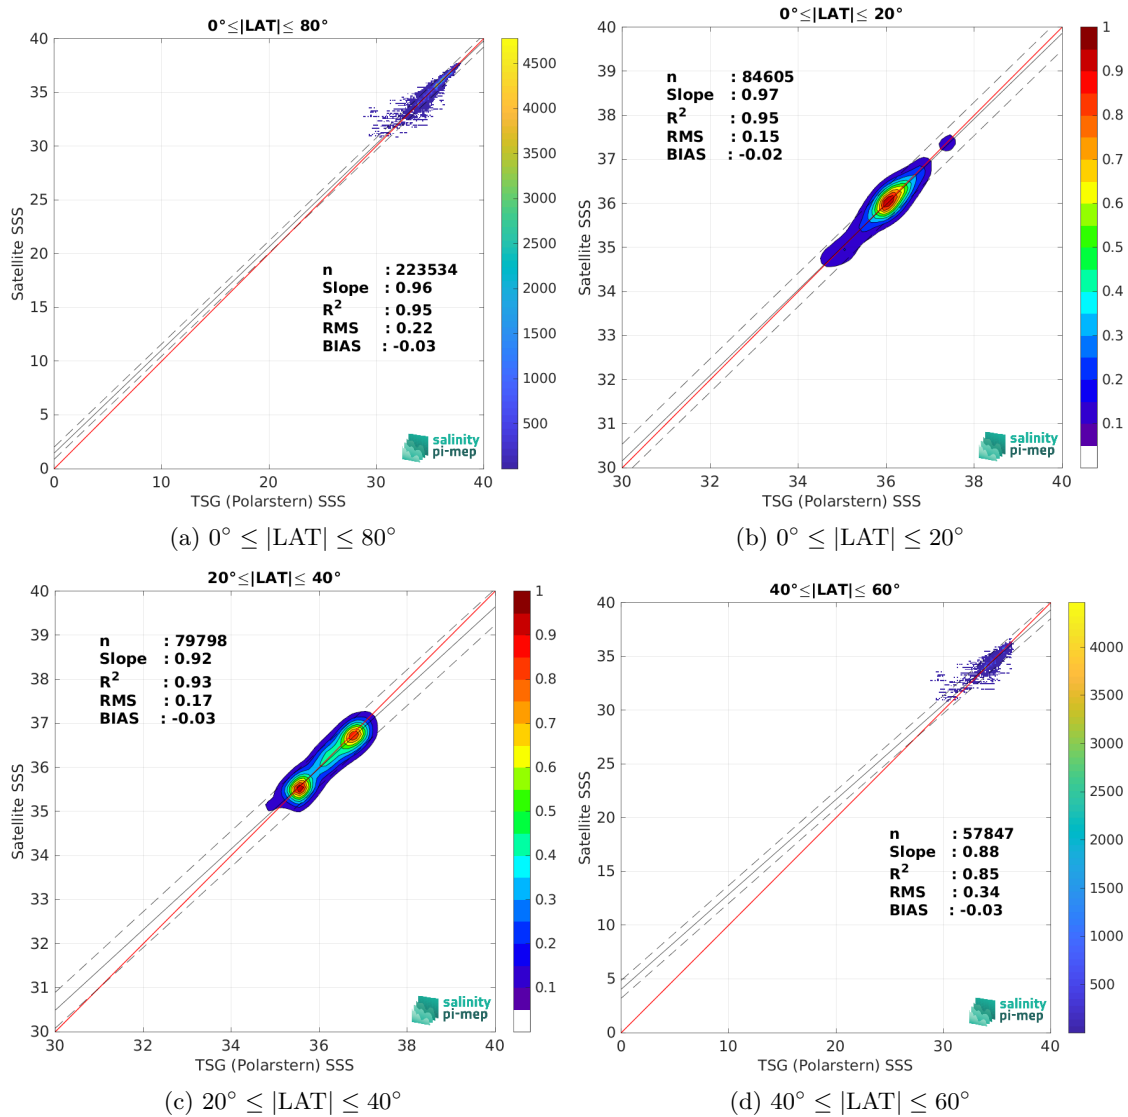 0°≤|LAT|≤ 80°
40
35
30
25
20
15
10
5
0
0
10
20
30
40
Satellite SSS
TSG (Polarstern) SSS
n : 223534
Slope : 0.96
R² : 0.95
RMS : 0.22
BIAS : -0.03
salinity
pi-mep
4500
4000
3500
3000
2500
2000
1500
1000
500
(a) 0° ≤ |LAT| ≤ 80°
0°≤|LAT|≤ 20°
40
39
38
37
36
35
34
33
32
31
30
30
32
34
36
38
40
Satellite SSS
TSG (Polarstern) SSS
n : 84605
Slope : 0.97
R² : 0.95
RMS : 0.15
BIAS : -0.02
salinity
pi-mep
1
0.9
0.8
0.7
0.6
0.5
0.4
0.3
0.2
0.1
(b) 0° ≤ |LAT| ≤ 20°
20°≤|LAT|≤ 40°
40
39
38
37
36
35
34
33
32
31
30
30
32
34
36
38
40
Satellite SSS
TSG (Polarstern) SSS
n : 79798
Slope : 0.92
R² : 0.93
RMS : 0.17
BIAS : -0.03
salinity
pi-mep
1
0.9
0.8
0.7
0.6
0.5
0.4
0.3
0.2
0.1
(c) 20° ≤ |LAT| ≤ 40°
40°≤|LAT|≤ 60°
40
35
30
25
20
15
10
5
0
0
10
20
30
40
Satellite SSS
TSG (Polarstern) SSS
n : 57847
Slope : 0.88
R² : 0.85
RMS : 0.34
BIAS : -0.03
salinity
pi-mep
4000
3500
3000
2500
2000
1500
1000
500
(d) 40° ≤ |LAT| ≤ 60°